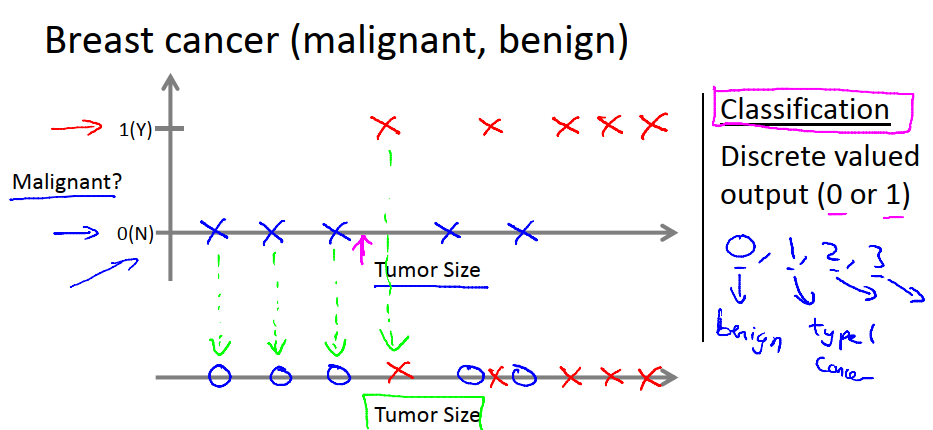 Breast cancer (malignant, benign)
1(Y)
Malignant?
0(N)
Tumor Size
Tumor Size
Classification
Discrete valued
output (0 or 1)
0, 1, 2, 3
benign
type 1
cancer